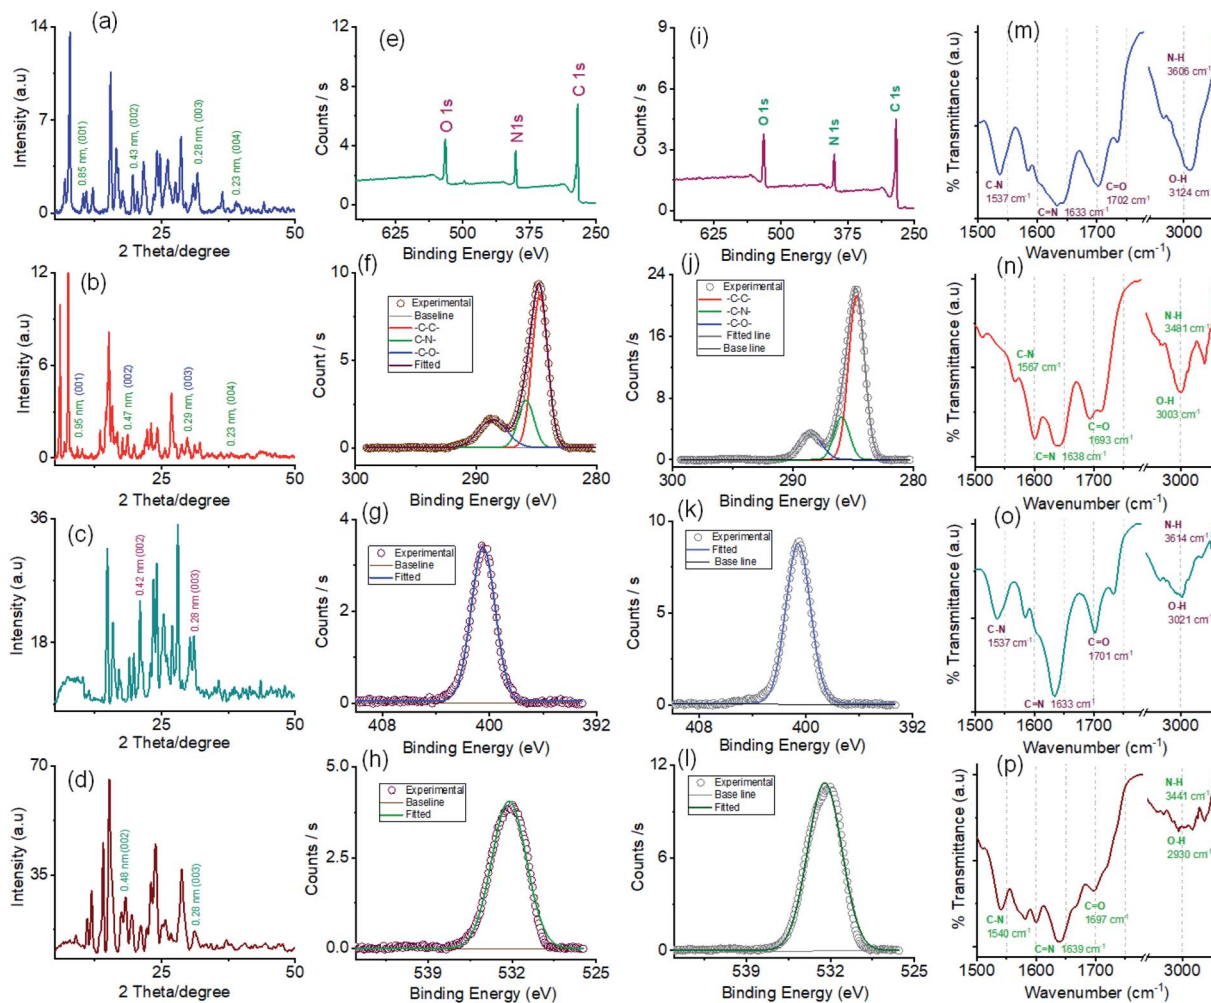 (a)
14
7
0
Intensity (a.u)
0.85 nm, (001)
0.43 nm, (002)
0.28 nm, (003)
0.23 nm, (004)
25
50
2 Theta/degree
(e)
12
9
6
3
0
Counts / s
O 1s
N1s
C 1s
625
500
375
250
Binding Energy (eV)
(i)
9
6
3
0
Counts / s
O 1s
N 1s
C 1s
625
500
375
250
Binding Energy (eV)
(m)
% Transmittance (a.u)
N-H
3606 cm⁻¹
C-N
1537 cm⁻¹
C=O
1702 cm⁻¹
O-H
3124 cm⁻¹
C=N 1633 cm⁻¹
1500
1600
1700
3000
Wavenumber (cm⁻¹)
(b)
12
6
0
Intensity (a.u)
0.95 nm, (001)
0.47 nm, (002)
0.29 nm, (003)
0.23 nm, (004)
25
50
2 Theta/degree
(f)
10
5
0
Count / s
Experimental
Baseline
-C-C-
C-N-
-C-O-
Fitted
300
290
280
Binding Energy (eV)
(j)
24
16
8
0
Count / s
Experimental
-C-C-
-C-N-
-C-O-
Fitted line
Base line
300
290
280
Binding Energy (eV)
(n)
% Transmittance (a.u)
N-H
3481 cm⁻¹
C-N
1567 cm⁻¹
O-H
3003 cm⁻¹
C=O
1693 cm⁻¹
C=N 1638 cm⁻¹
1500
1600
1700
3000
Wavenumber (cm⁻¹)
(c)
36
18
Intensity (a.u)
0.42 nm (002)
0.28 nm (003)
25
50
2 Theta/degree
(g)
4
2
0
Counts / s
Experimental
Baseline
Fitted
408
400
392
Binding Energy (eV)
(k)
10
5
0
Counts / s
Experimental
Fitted
Base line
408
400
392
Binding Energy (eV)
(o)
% Transmittance (a.u)
N-H
3614 cm⁻¹
O-H
3021 cm⁻¹
C-N
1537 cm⁻¹
C=O
1701 cm⁻¹
C=N 1633 cm⁻¹
1500
1600
1700
3000
Wavenumber (cm⁻¹)
(d)
70
35
Intensity (a.u)
0.48 nm (002)
0.28 nm (003)
25
50
2 Theta/degree
(h)
5.0
2.5
0.0
Counts / s
Experimental
Baseline
Fitted
539
532
525
Binding Energy (eV)
(l)
12
6
0
Counts / s
Experimental
Base line
Fitted
539
532
525
Binding Energy (eV)
(p)
% Transmittance (a.u)
N-H
3441 cm⁻¹
O-H
2930 cm⁻¹
C=O
1697 cm⁻¹
C-N
1540 cm⁻¹
C=N 1639 cm⁻¹
1500
1600
1700
3000
Wavenumber (cm⁻¹)